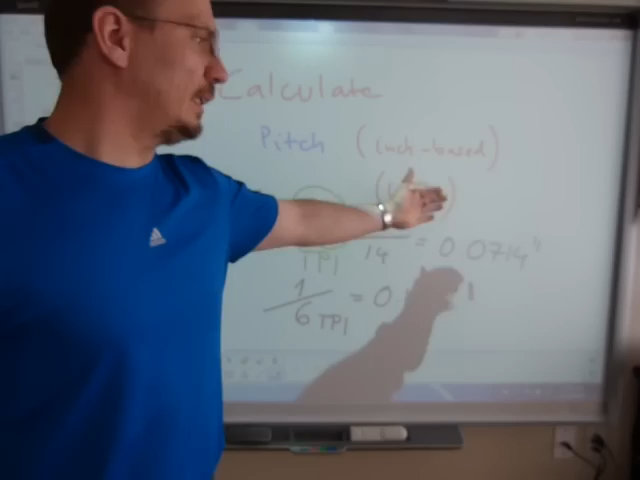 Calculate
Pitch (inch-based)
TPI 14 = 0.0714"
1/6 TPI = 0.